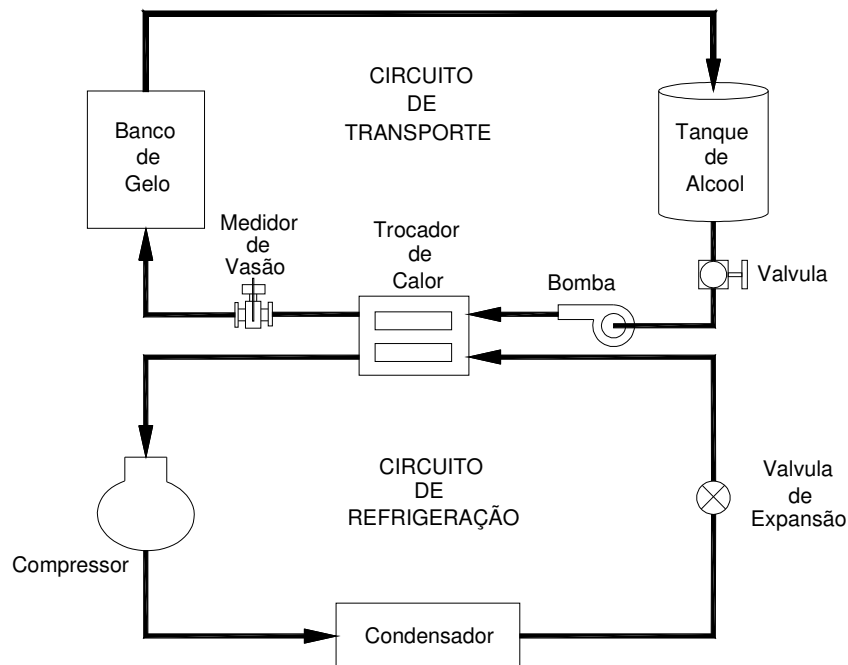 CIRCUITO
DE
TRANSPORTE
Banco
de
Gelo
Tanque
de
Alcool
Medidor
de
Vasão
Trocador
de
Calor
Bomba
Valvula
CIRCUITO
DE
REFRIGERAÇÃO
Valvula
de
Expansão
Compressor
Condensador